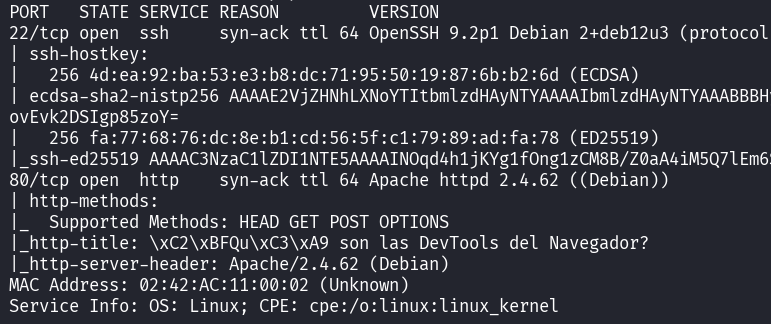 PORT   STATE SERVICE REASON         VERSION
22/tcp open  ssh     syn-ack ttl 64 OpenSSH 9.2p1 Debian 2+deb12u3 (protocol
| ssh-hostkey:
|   256 4d:ea:92:ba:53:e3:b8:dc:71:95:50:19:87:6b:b2:6d (ECDSA)
| ecdsa-sha2-nistp256 AAAAE2VjZHNhLXNoYTItbmlzdHAyNTYAAAAIbmlzdHAyNTYAAABBBH
ovEvk2DSIgp85zoY=
|   256 fa:77:68:76:dc:8e:b1:cd:56:5f:c1:79:89:ad:fa:78 (ED25519)
|_ssh-ed25519 AAAAC3NzaC1lZDI1NTE5AAAAINOqd4h1jKYg1fOng1zCM8B/Z0aA4iM5Q7lEm6
80/tcp open  http    syn-ack ttl 64 Apache httpd 2.4.62 ((Debian))
| http-methods:
|_  Supported Methods: HEAD GET POST OPTIONS
|_http-title: \xC2\xBFQu\xC3\xA9 son las DevTools del Navegador?
|_http-server-header: Apache/2.4.62 (Debian)
MAC Address: 02:42:AC:11:00:02 (Unknown)
Service Info: OS: Linux; CPE: cpe:/o:linux:linux_kernel